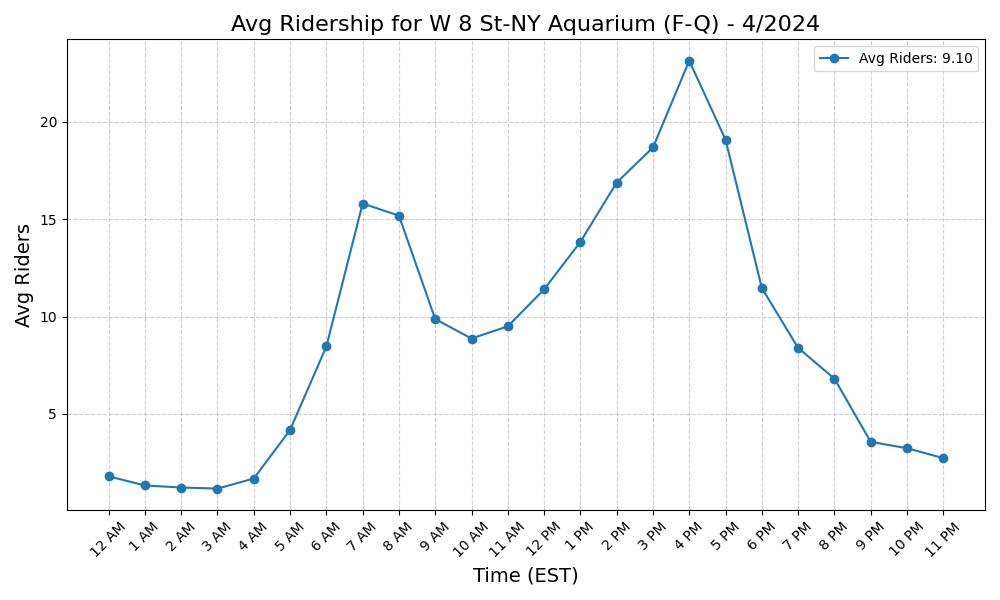 Avg Ridership for W 8 St-NY Aquarium (F-Q) - 4/2024
Avg Riders: 9.10
Avg Riders
20
15
10
5
12 AM
1 AM
2 AM
3 AM
4 AM
5 AM
6 AM
7 AM
8 AM
9 AM
10 AM
11 AM
12 PM
1 PM
2 PM
3 PM
4 PM
5 PM
6 PM
7 PM
8 PM
9 PM
10 PM
11 PM
Time (EST)